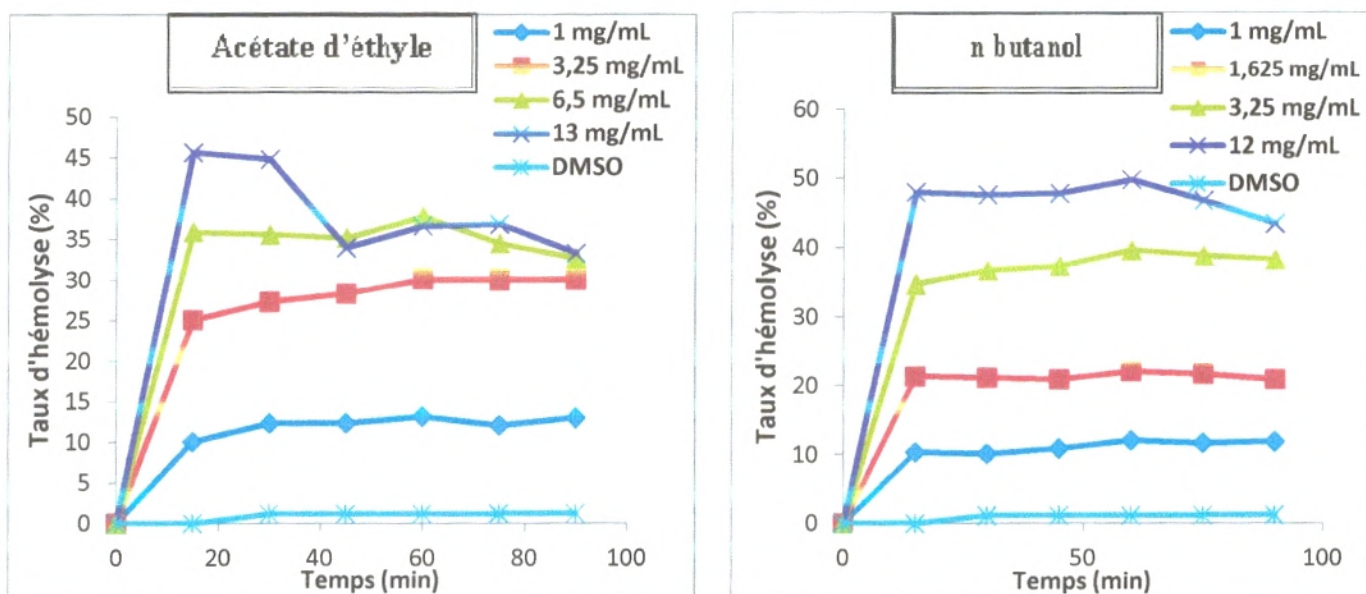 Acétate d'éthyle
1 mg/mL
3,25 mg/mL
6,5 mg/mL
13 mg/mL
DMSO
Taux d'hémolyse (%)
50
45
40
35
30
25
20
15
10
5
0
0 20 40 60 80 100
Temps (min)
n butanol
1 mg/mL
1,625 mg/mL
3,25 mg/mL
12 mg/mL
DMSO
Taux d'hémolyse (%)
60
50
40
30
20
10
0
0 50 100
Temps (min)